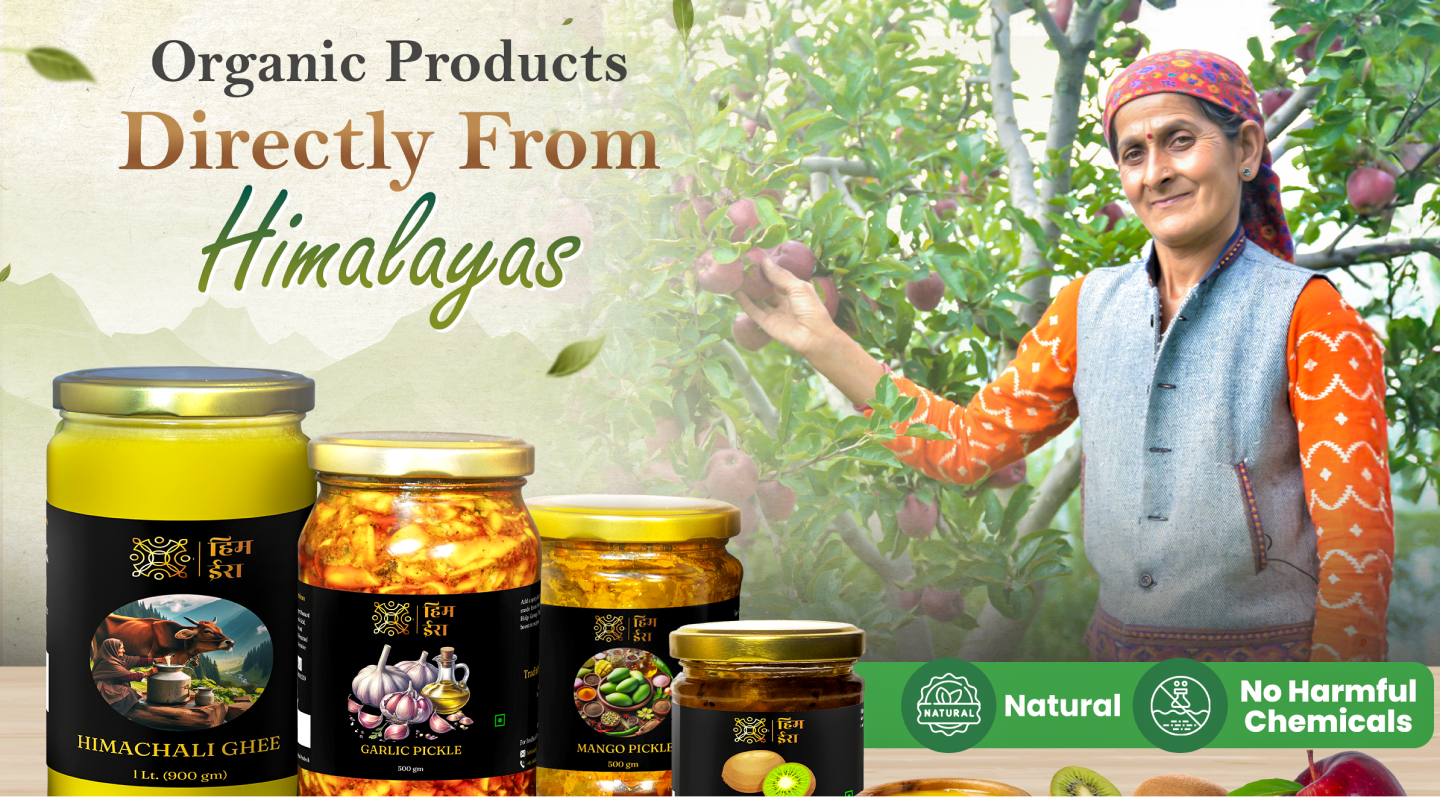 Organic Products
Directly From
Himalayas
हिम
ईरा
HIMACHALI GHEE
1 Lt. (900 gm)
हिम
ईरा
GARLIC PICKLE
500 gm
हिम
ईरा
MANGO PICKLE
500 gm
हिम
ईरा
NATURAL
Natural
No Harmful
Chemicals